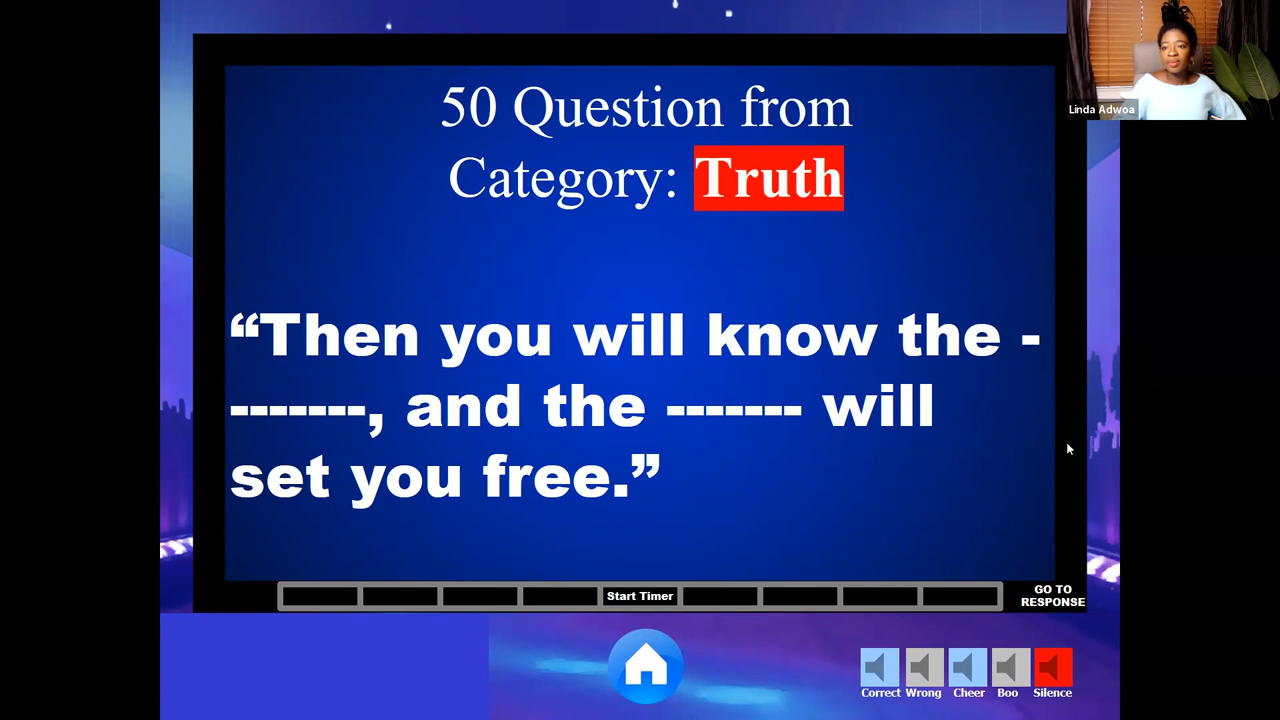 50 Question from
Category: Truth
“Then you will know the -
-------, and the ------- will
set you free.”
Start Timer
GO TO
RESPONSE
Correct Wrong Cheer Boo Silence
Linda Adwoa